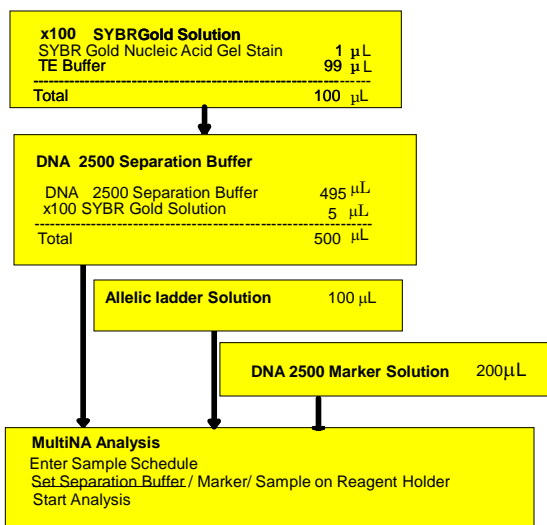 x100 SYBRGold Solution
SYBR Gold Nucleic Acid Gel Stain 1 μL
TE Buffer 99 μL
Total 100 μL
DNA 2500 Separation Buffer
DNA 2500 Separation Buffer 495 μL
x100 SYBR Gold Solution 5 μL
Total 500 μL
Allelic ladder Solution 100 μL
DNA 2500 Marker Solution 200μL
MultiNA Analysis
Enter Sample Schedule
Set Separation Buffer / Marker/ Sample on Reagent Holder
Start Analysis